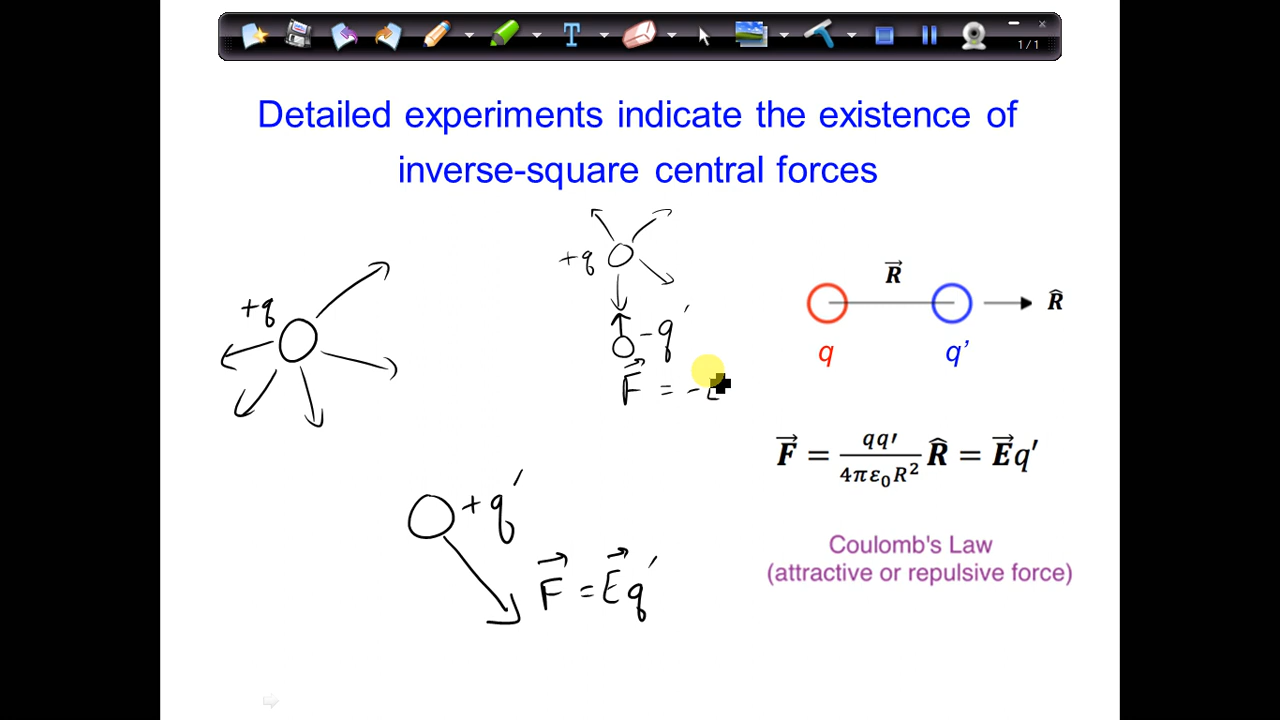 1/1
Detailed experiments indicate the existence of
inverse-square central forces
+q
+q
-q'
F⃗ = -E
R⃗
R̂
q
q’
F⃗ = qq′/4πε₀R² R̂ = E⃗q′
+q'
F⃗ = E⃗q'
Coulomb's Law
(attractive or repulsive force)